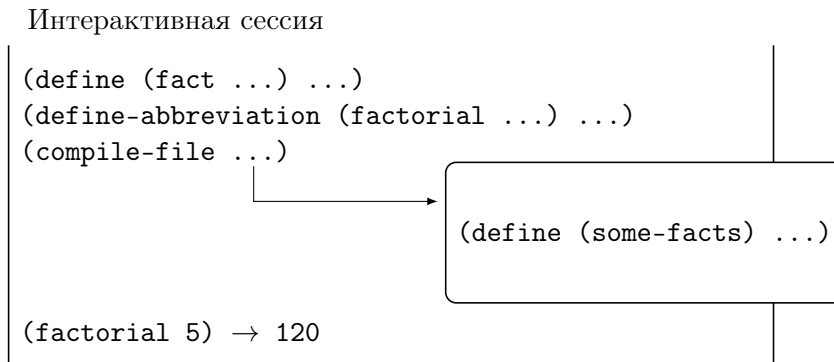 Интерактивная сессия
(define (fact ...) ...)
(define-abbreviation (factorial ...) ...)
(compile-file ...)
(define (some-facts) ...)
(factorial 5) → 120